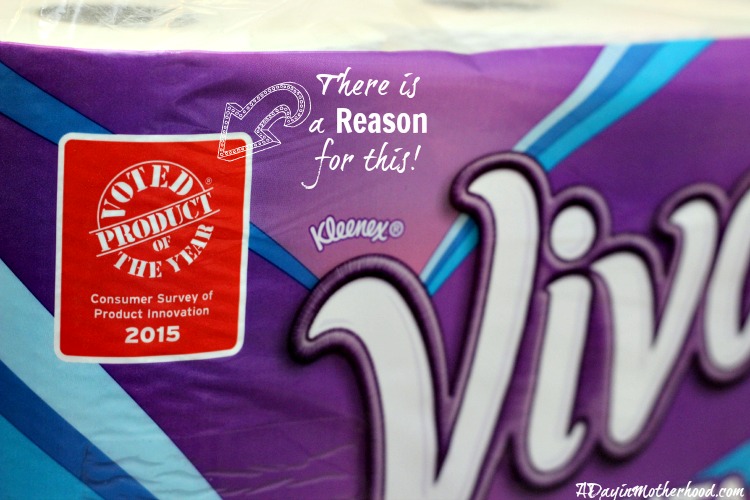 There is
a Reason
for this!
VOTED
PRODUCT ®
OF
THE YEAR
Consumer Survey of
Product Innovation
2015
Kleenex®
Viva
ADayinMotherhood.com